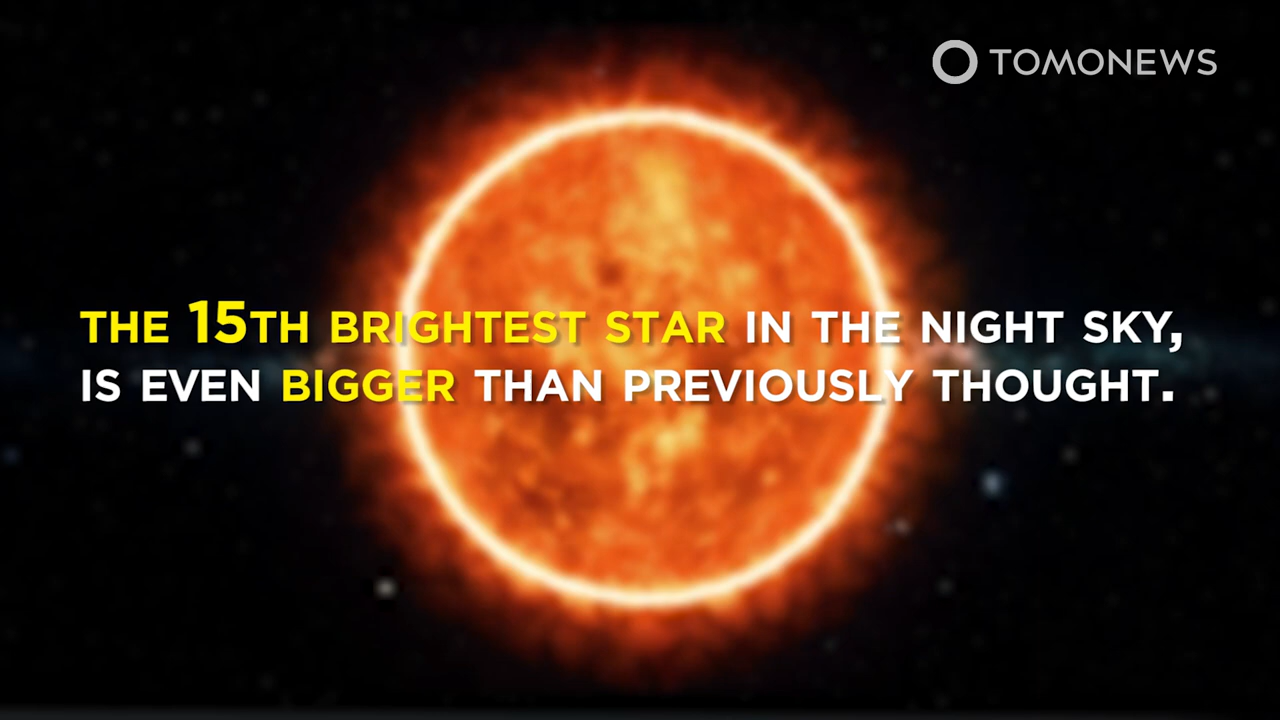 TOMONEWS
THE 15TH BRIGHTEST STAR IN THE NIGHT SKY,
IS EVEN BIGGER THAN PREVIOUSLY THOUGHT.